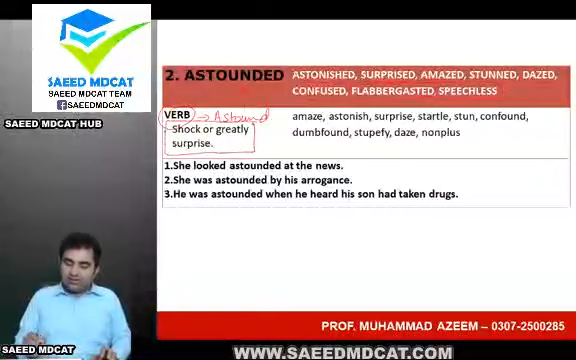 SAEED MDCAT
SAEED MDCAT TEAM
SAEEDMDCAT
SAEED MDCAT HUB
2. ASTOUNDED
ASTONISHED, SURPRISED, AMAZED, STUNNED, DAZED,
CONFUSED, FLABBERGASTED, SPEECHLESS
VERB → Astound
Shock or greatly
surprise.
amaze, astonish, surprise, startle, stun, confound,
dumbfound, stupefy, daze, nonplus
1.She looked astounded at the news.
2.She was astounded by his arrogance.
3.He was astounded when he heard his son had taken drugs.
SAEED MDCAT
PROF. MUHAMMAD AZEEM – 0307-2500285
WWW.SAEEDMDCAT.COM